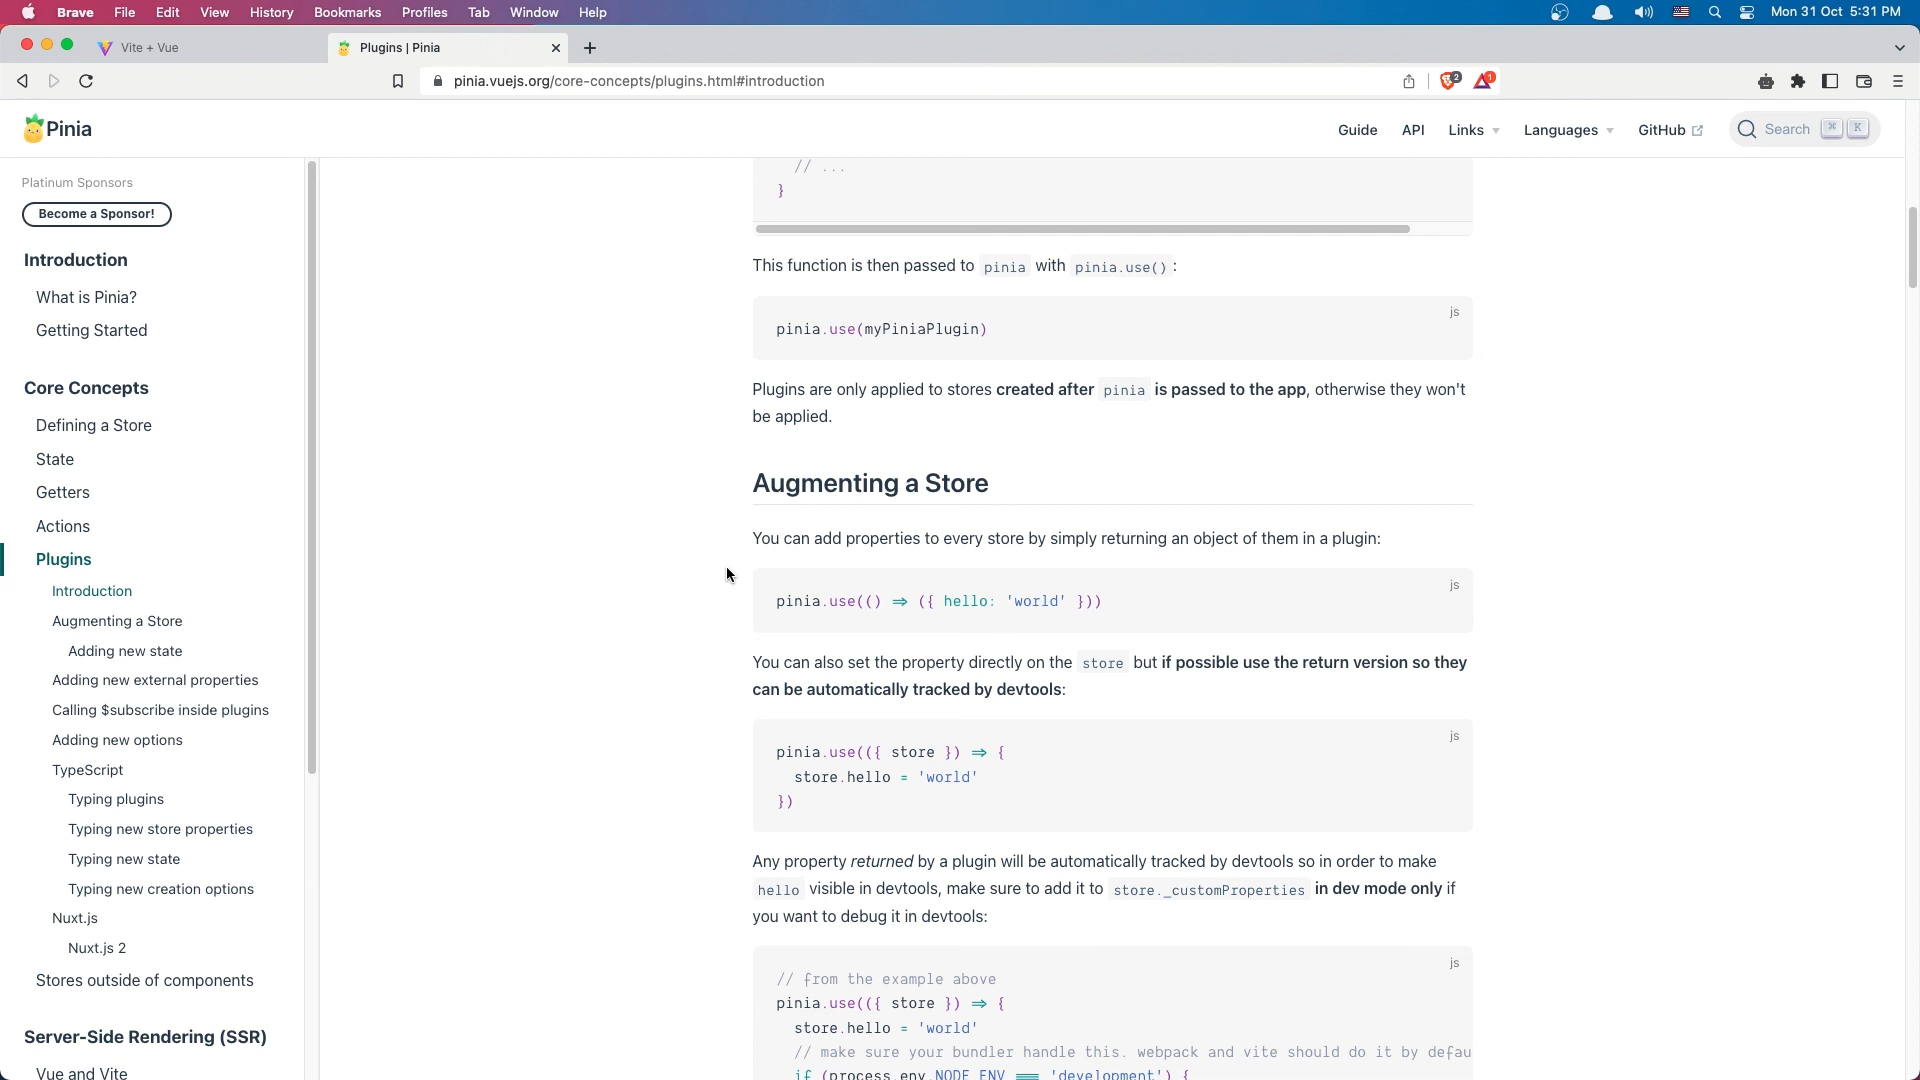 Brave File Edit View History Bookmarks Profiles Tab Window Help Mon 31 Oct 5:31 PM
Vite + Vue
Plugins | Pinia
pinia.vuejs.org/core-concepts/plugins.html#introduction
2
1
Pinia
Guide API Links Languages GitHub Search ⌘ K
Platinum Sponsors
Become a Sponsor!
Introduction
What is Pinia?
Getting Started
Core Concepts
Defining a Store
State
Getters
Actions
Plugins
Introduction
Augmenting a Store
Adding new state
Adding new external properties
Calling $subscribe inside plugins
Adding new options
TypeScript
Typing plugins
Typing new store properties
Typing new state
Typing new creation options
Nuxt.js
Nuxt.js 2
Stores outside of components
Server-Side Rendering (SSR)
Vue and Vite
// ...
}
This function is then passed to pinia with pinia.use() :
js
pinia.use(myPiniaPlugin)
Plugins are only applied to stores created after pinia is passed to the app, otherwise they won't
be applied.
Augmenting a Store
You can add properties to every store by simply returning an object of them in a plugin:
js
pinia.use(() => ({ hello: 'world' }))
You can also set the property directly on the store but if possible use the return version so they
can be automatically tracked by devtools:
js
pinia.use(({ store }) => {
store.hello = 'world'
})
Any property returned by a plugin will be automatically tracked by devtools so in order to make
hello visible in devtools, make sure to add it to store._customProperties in dev mode only if
you want to debug it in devtools:
js
// from the example above
pinia.use(({ store }) => {
store.hello = 'world'
// make sure your bundler handle this. webpack and vite should do it by defau
if (process.env.NODE_ENV === 'development') {